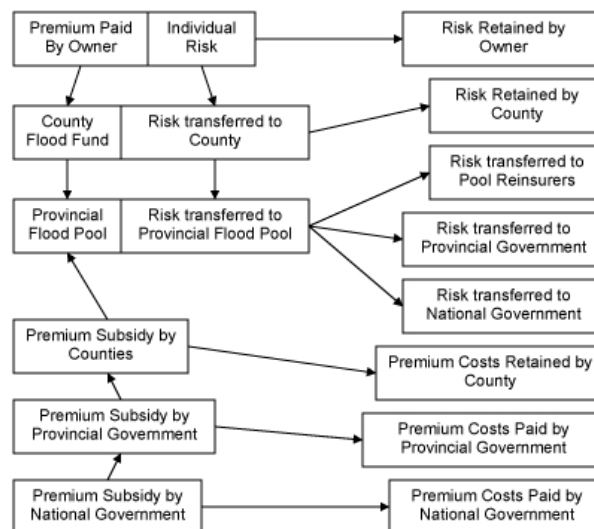 Premium Paid
By Owner
Individual
Risk
Risk Retained by
Owner
County
Flood Fund
Risk transferred to
County
Risk Retained by
County
Risk transferred to
Pool Reinsurers
Provincial
Flood Pool
Risk transferred to
Provincial Flood Pool
Risk transferred to
Provincial Government
Risk transferred to
National Government
Premium Subsidy by
Counties
Premium Costs Retained by
County
Premium Subsidy by
Provincial Government
Premium Costs Paid by
Provincial Government
Premium Subsidy by
National Government
Premium Costs Paid by
National Government